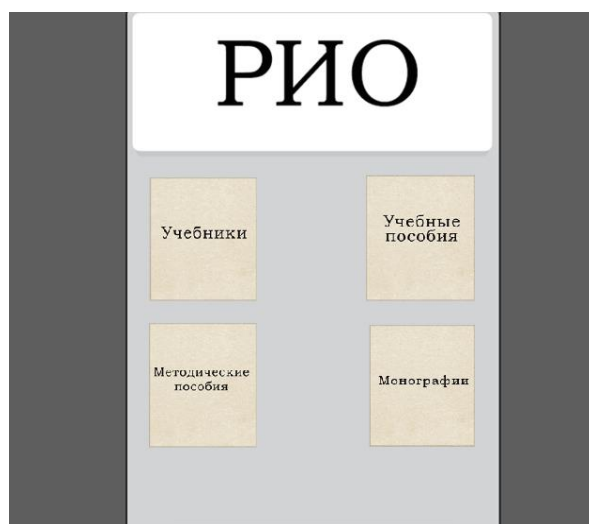 РИО
Учебники
Учебные
пособия
Методические
пособия
Монографии